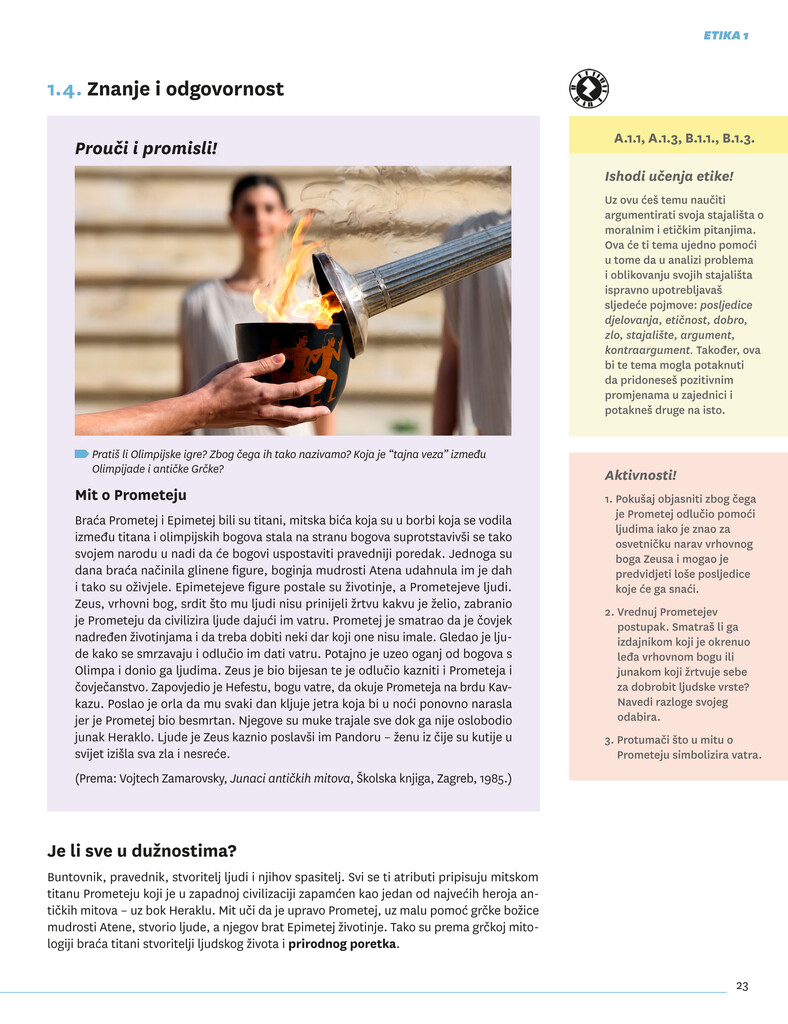 ETIKA 1
1.4. Znanje i odgovornost
Prouči i promisli!
Pratiš li Olimpijske igre? Zbog čega ih tako nazivamo? Koja je “tajna veza” između
Olimpijade i antičke Grčke?
Mit o Prometeju
Braća Prometej i Epimetej bili su titani, mitska bića koja su u borbi koja se vodila
između titana i olimpijskih bogova stala na stranu bogova suprotstavivši se tako
svojem narodu u nadi da će bogovi uspostaviti pravedniji poredak. Jednoga su
dana braća načinila glinene figure, boginja mudrosti Atena udahnula im je dah
i tako su oživjele. Epimetejeve figure postale su životinje, a Prometejeve ljudi.
Zeus, vrhovni bog, srdit što mu ljudi nisu prinijeli žrtvu kakvu je želio, zabranio
je Prometeju da civilizira ljude dajući im vatru. Prometej je smatrao da je čovjek
nadređen životinjama i da treba dobiti neki dar koji one nisu imale. Gledao je lju-
de kako se smrzavaju i odlučio im dati vatru. Potajno je uzeo oganj od bogova s
Olimpa i donio ga ljudima. Zeus je bio bijesan te je odlučio kazniti i Prometeja i
čovječanstvo. Zapovjedio je Hefestu, bogu vatre, da okuje Prometeja na brdu Kav-
kazu. Poslao je orla da mu svaki dan kljuje jetra koja bi u noći ponovno narasla
jer je Prometej bio besmrtan. Njegove su muke trajale sve dok ga nije oslobodio
junak Heraklo. Ljude je Zeus kaznio poslavši im Pandoru – ženu iz čije su kutije u
svijet izišla sva zla i nesreće.
(Prema: Vojtech Zamarovsky, Junaci antičkih mitova, Školska knjiga, Zagreb, 1985.)
Je li sve u dužnostima?
Buntovnik, pravednik, stvoritelj ljudi i njihov spasitelj. Svi se ti atributi pripisuju mitskom
titanu Prometeju koji je u zapadnoj civilizaciji zapamćen kao jedan od najvećih heroja an-
tičkih mitova – uz bok Heraklu. Mit uči da je upravo Prometej, uz malu pomoć grčke božice
mudrosti Atene, stvorio ljude, a njegov brat Epimetej životinje. Tako su prema grčkoj mito-
logiji braća titani stvoritelji ljudskog života i prirodnog poretka.
A.1.1, A.1.3, B.1.1., B.1.3.
Ishodi učenja etike!
Uz ovu ćeš temu naučiti
argumentirati svoja stajališta o
moralnim i etičkim pitanjima.
Ova će ti tema ujedno pomoći
u tome da u analizi problema
i oblikovanju svojih stajališta
ispravno upotrebljavaš
sljedeće pojmove: posljedice
djelovanja, etičnost, dobro,
zlo, stajalište, argument,
kontraargument. Također, ova
bi te tema mogla potaknuti
da pridoneseš pozitivnim
promjenama u zajednici i
potakneš druge na isto.
Aktivnosti!
1. Pokušaj objasniti zbog čega
je Prometej odlučio pomoći
ljudima iako je znao za
osvetničku narav vrhovnog
boga Zeusa i mogao je
predvidjeti loše posljedice
koje će ga snaći.
2. Vrednuj Prometejev
postupak. Smatraš li ga
izdajnikom koji je okrenuo
leđa vrhovnom bogu ili
junakom koji žrtvuje sebe
za dobrobit ljudske vrste?
Navedi razloge svojeg
odabira.
3. Protumači što u mitu o
Prometeju simbolizira vatra.
23